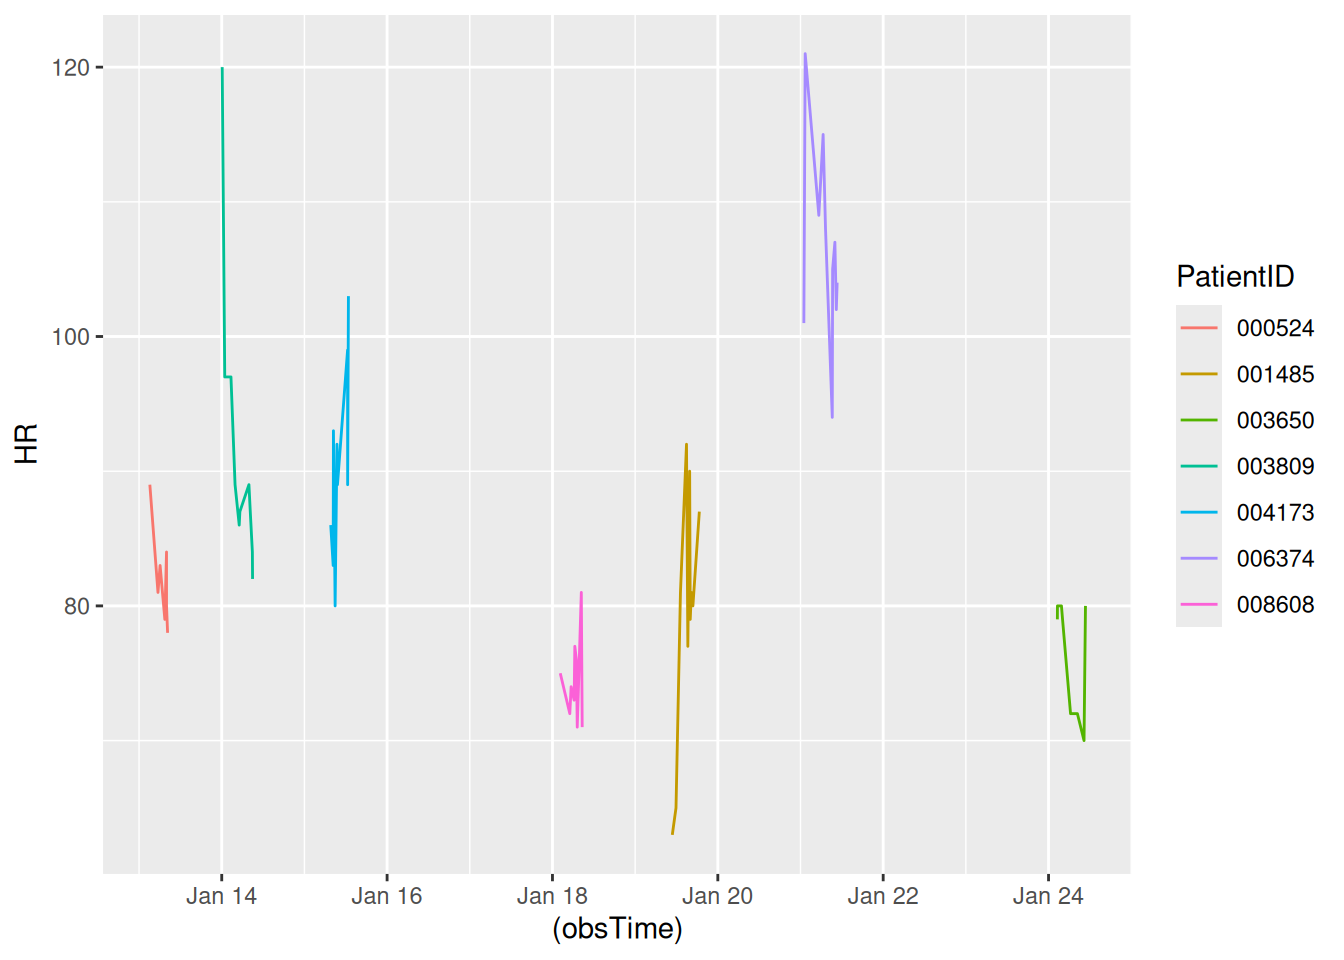 120
100
80
HR
Jan 14
Jan 16
Jan 18
Jan 20
Jan 22
Jan 24
(obsTime)
PatientID
000524
001485
003650
003809
004173
006374
008608